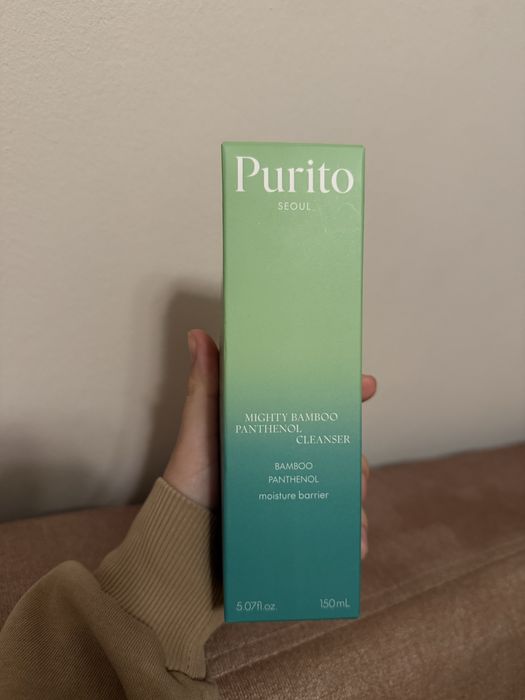 Purito
SEOUL
MIGHTY BAMBOO
PANTHENOL
CLEANSER
BAMBOO
PANTHENOL
moisture barrier
5.07fl oz. 150mL